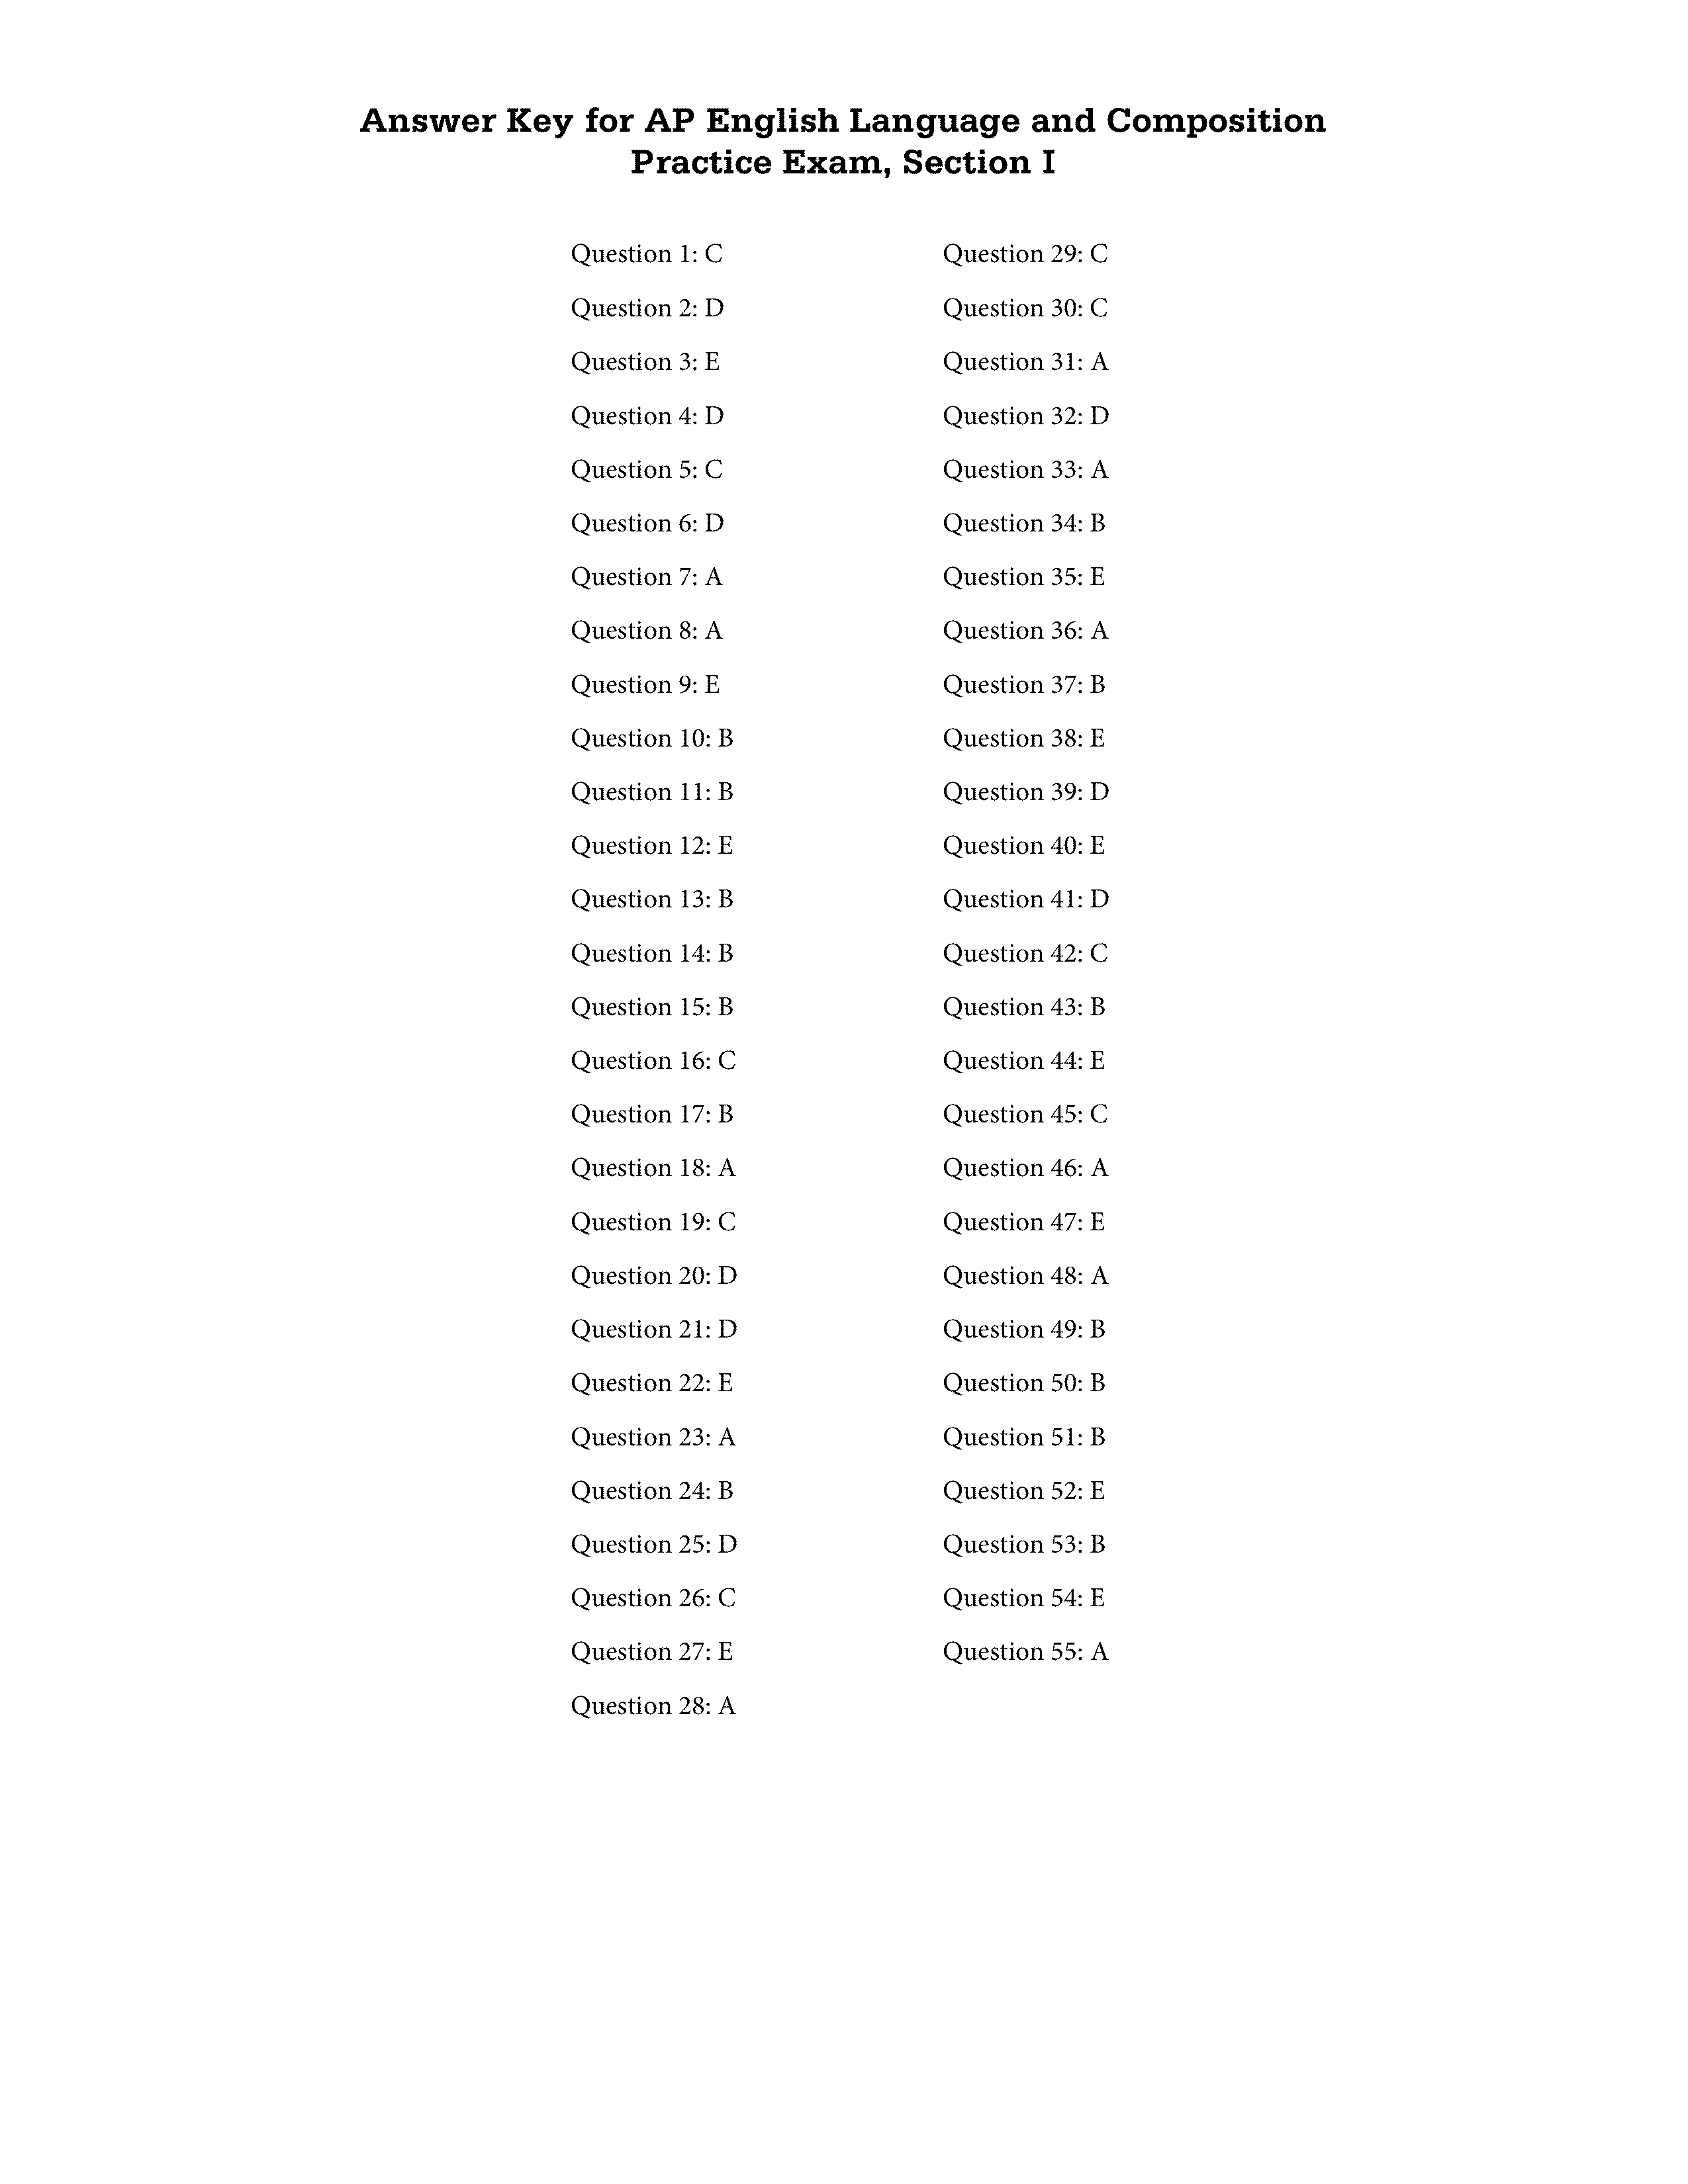 Answer Key for AP English Language and Composition
Practice Exam, Section I
Question 1: C
Question 2: D
Question 3: E
Question 4: D
Question 5: C
Question 6: D
Question 7: A
Question 8: A
Question 9: E
Question 10: B
Question 11: B
Question 12: E
Question 13: B
Question 14: B
Question 15: B
Question 16: C
Question 17: B
Question 18: A
Question 19: C
Question 20: D
Question 21: D
Question 22: E
Question 23: A
Question 24: B
Question 25: D
Question 26: C
Question 27: E
Question 28: A
Question 29: C
Question 30: C
Question 31: A
Question 32: D
Question 33: A
Question 34: B
Question 35: E
Question 36: A
Question 37: B
Question 38: E
Question 39: D
Question 40: E
Question 41: D
Question 42: C
Question 43: B
Question 44: E
Question 45: C
Question 46: A
Question 47: E
Question 48: A
Question 49: B
Question 50: B
Question 51: B
Question 52: E
Question 53: B
Question 54: E
Question 55: A